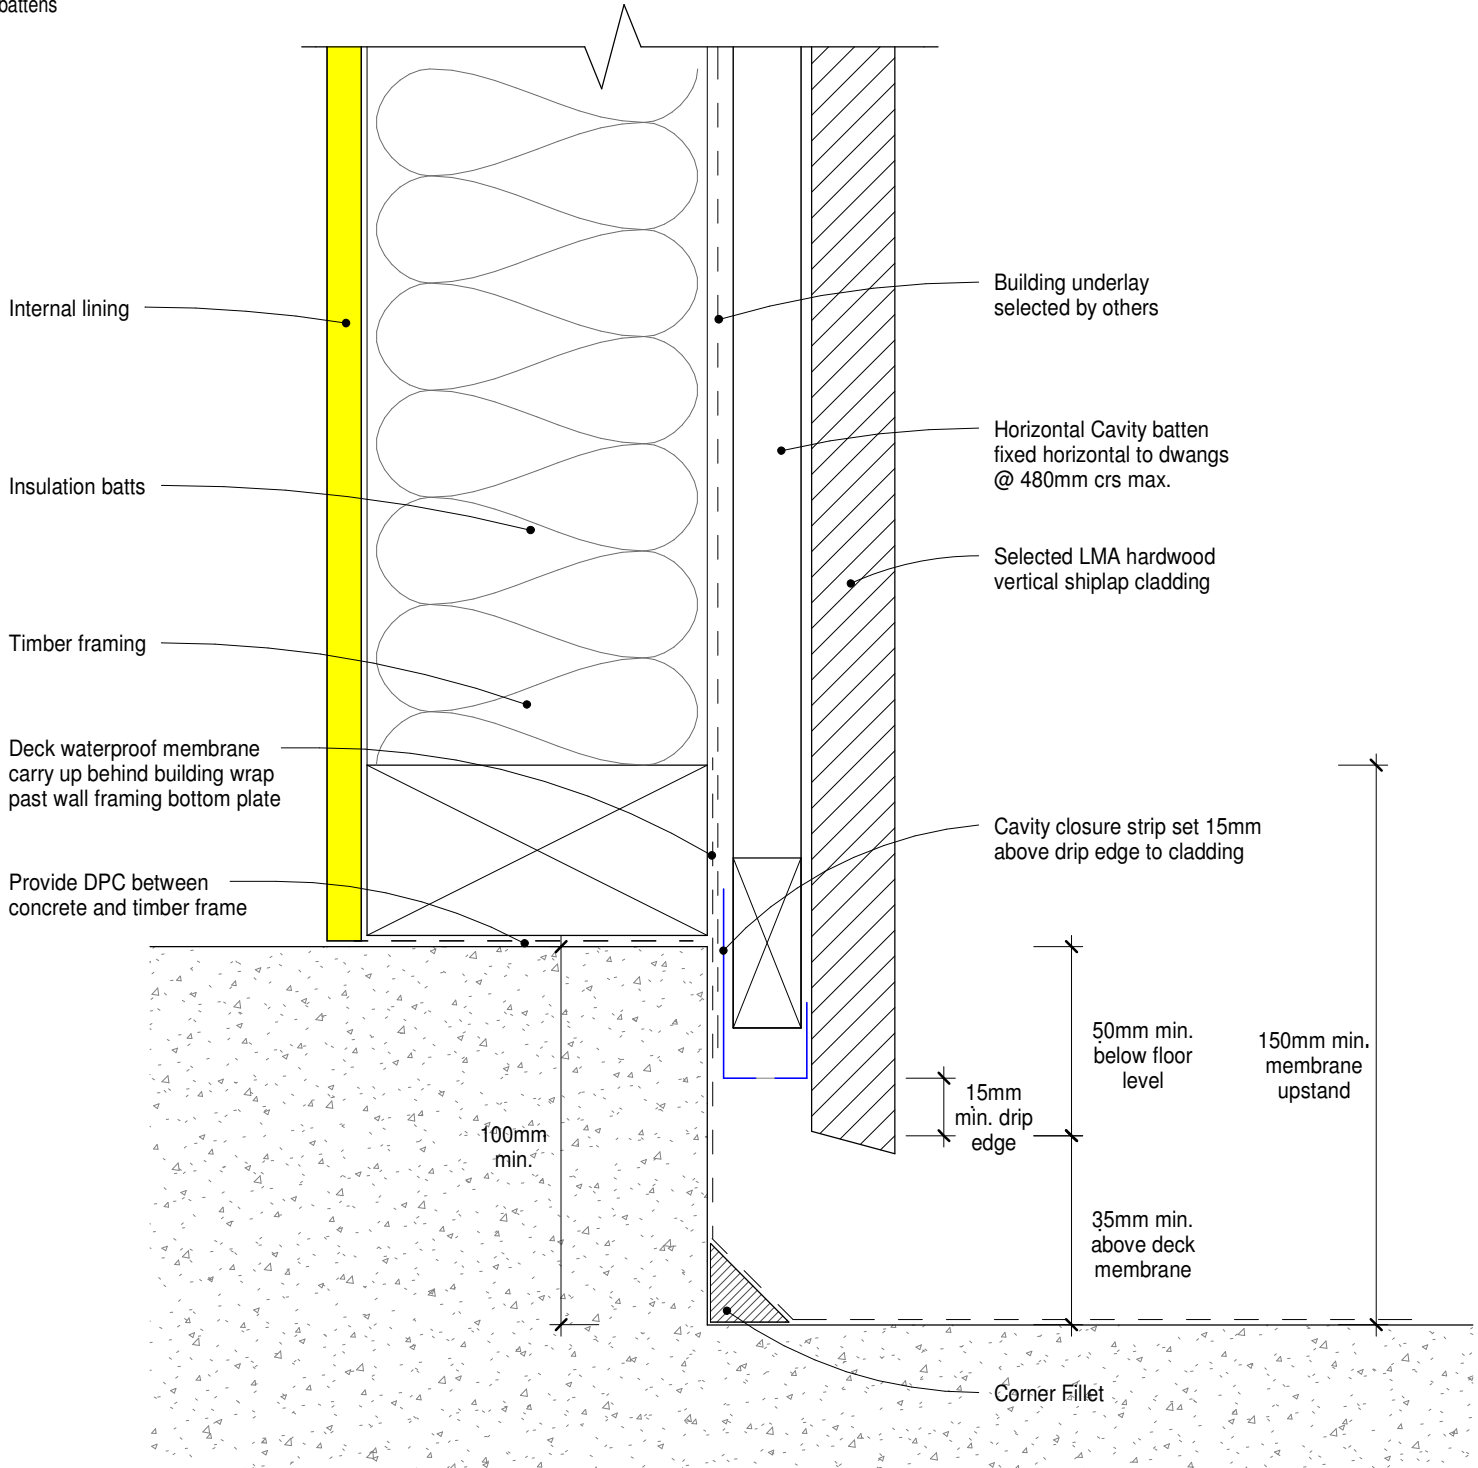 battens
Internal lining
Insulation batts
Timber framing
Deck waterproof membrane
carry up behind building wrap
past wall framing bottom plate
Provide DPC between
concrete and timber frame
Building underlay
selected by others
Horizontal Cavity batten
fixed horizontal to dwangs
@ 480mm crs max.
Selected LMA hardwood
vertical shiplap cladding
Cavity closure strip set 15mm
above drip edge to cladding
50mm min.
below floor
level
150mm min.
membrane
upstand
15mm
min. drip
edge
100mm
min.
35mm min.
above deck
membrane
Corner Fillet